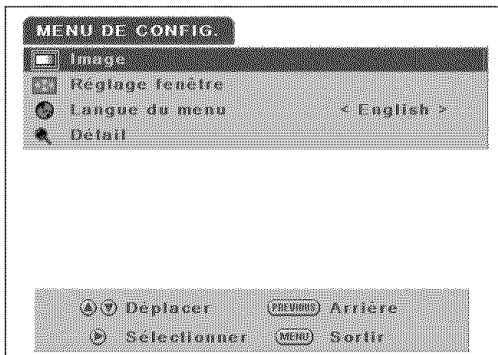 MENU DE CONFIG.
Image
Réglage fenêtre
Langue du menu < English >
Détail
Déplacer PREVIOUS Arrière
Sélectionner MENU Sortir